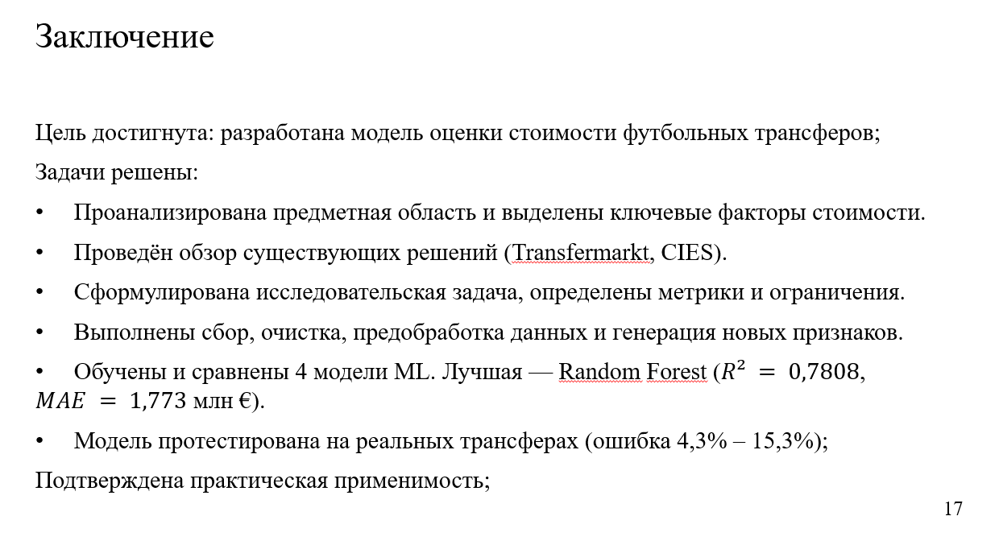 Заключение
Цель достигнута: разработана модель оценки стоимости футбольных трансферов;
Задачи решены:
• Проанализирована предметная область и выделены ключевые факторы стоимости.
• Проведён обзор существующих решений (Transfermarkt, CIES).
• Сформулирована исследовательская задача, определены метрики и ограничения.
• Выполнены сбор, очистка, предобработка данных и генерация новых признаков.
• Обучены и сравнены 4 модели ML. Лучшая — Random Forest (R² = 0,7808,
MAE = 1,773 млн €).
• Модель протестирована на реальных трансферах (ошибка 4,3% – 15,3%);
Подтверждена практическая применимость;
17